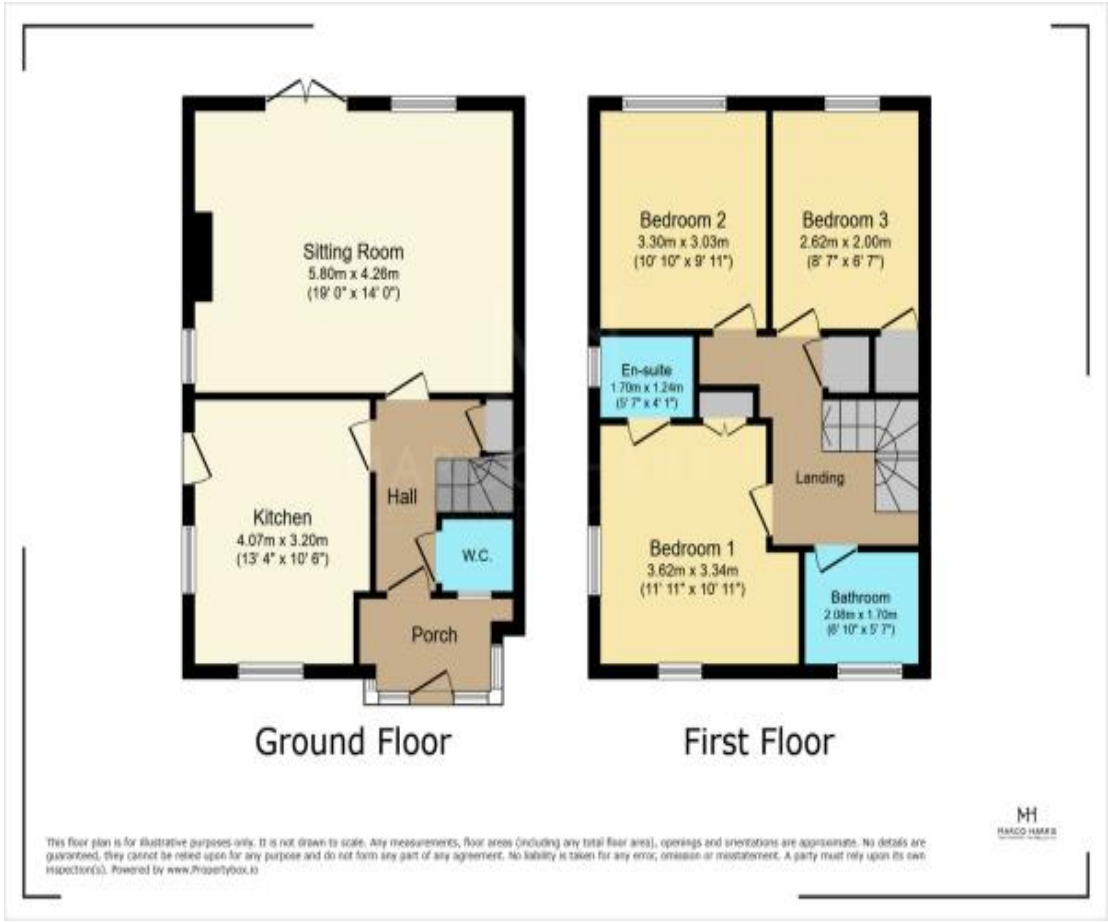 Sitting Room
5.80m x 4.26m
(19' 0" x 14' 0")
Kitchen
4.07m x 3.20m
(13' 4" x 10' 6")
Hall
W.C.
Porch
Ground Floor
Bedroom 2
3.30m x 3.03m
(10' 10" x 9' 11")
Bedroom 3
2.62m x 2.00m
(8' 7" x 6' 7")
En-suite
1.70m x 1.24m
(5' 7" x 4' 1")
Landing
Bedroom 1
3.62m x 3.34m
(11' 11" x 10' 11")
Bathroom
2.08m x 1.70m
(6' 10" x 5' 7")
First Floor
MH
MARCO HARRIS
This floor plan is for illustrative purposes only. It is not drawn to scale. Any measurements, floor areas (including any total floor area), openings and orientations are approximate. No details are
guaranteed, they cannot be relied upon for any purpose and do not form any part of any agreement. No liability is taken for any error, omission or misstatement. A party must rely upon its own
inspection(s). Powered by www.Propertybox.io